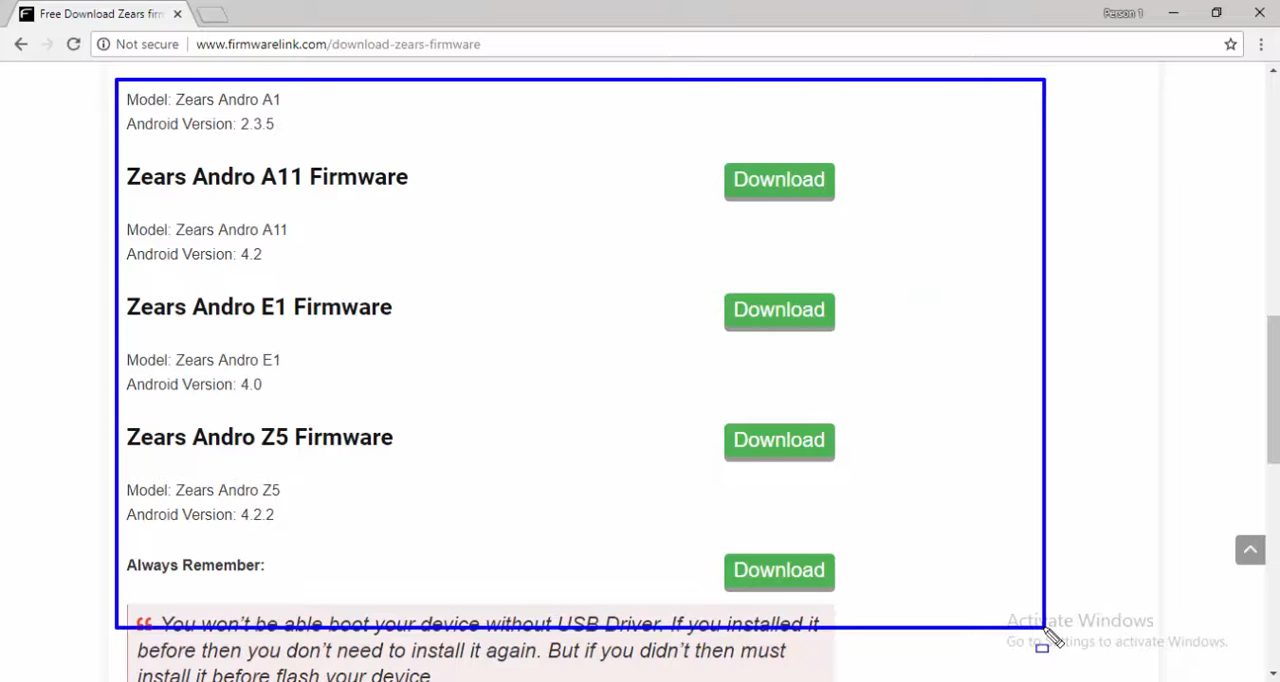 Free Download Zears firm
Person 1
Not secure
www.firmwarelink.com/download-zears-firmware
Model: Zears Andro A1
Android Version: 2.3.5
Zears Andro A11 Firmware
Download
Model: Zears Andro A11
Android Version: 4.2
Zears Andro E1 Firmware
Download
Model: Zears Andro E1
Android Version: 4.0
Zears Andro Z5 Firmware
Download
Model: Zears Andro Z5
Android Version: 4.2.2
Always Remember:
Download
You won't be able boot your device without USB Driver. If you installed it
before then you don't need to install it again. But if you didn't then must
install it before flash your device
Activate Windows
Go to Settings to activate Windows.